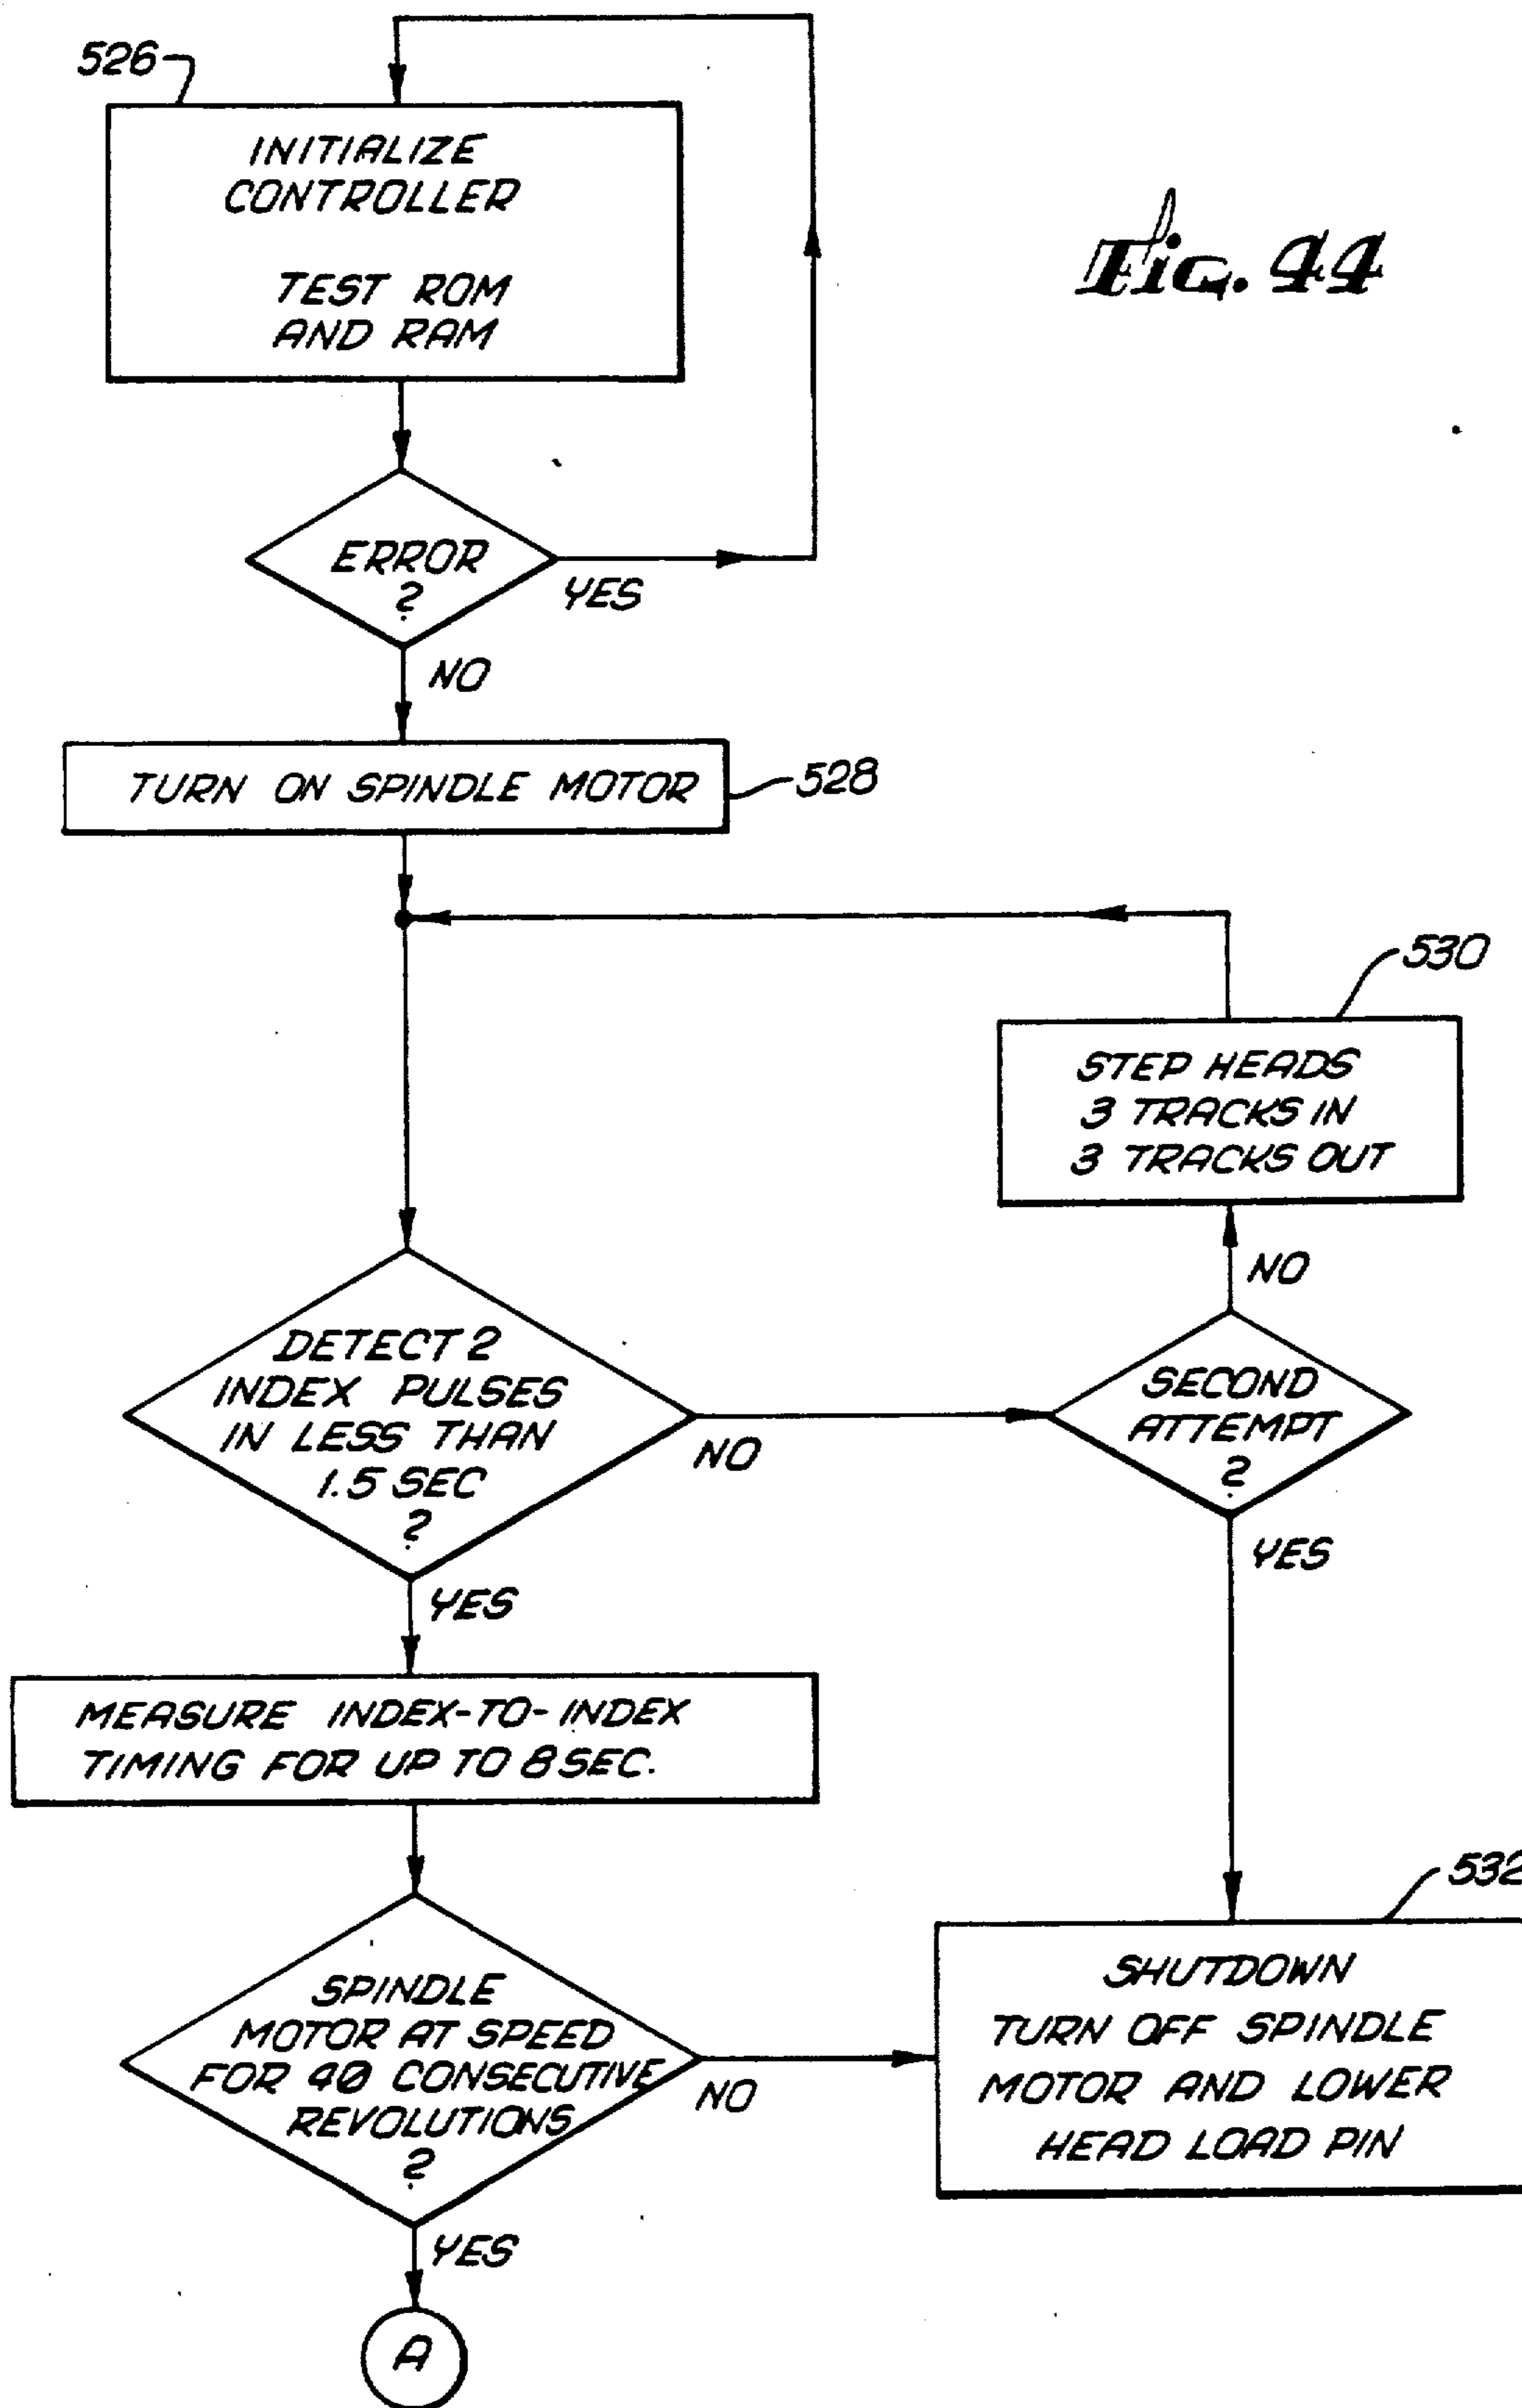 526
INITIALIZE
CONTROLLER
TEST ROM
AND RAM
Fig. 44
ERROR
?
YES
NO
TURN ON SPINDLE MOTOR
528
530
STEP HEADS
3 TRACKS IN
3 TRACKS OUT
NO
DETECT 2
INDEX PULSES
IN LESS THAN
1.5 SEC
?
NO
SECOND
ATTEMPT
?
YES
YES
MEASURE INDEX-TO-INDEX
TIMING FOR UP TO 8 SEC.
532
SPINDLE
MOTOR AT SPEED
FOR CONSECUTIVE
REVOLUTIONS
?
NO
SHUTDOWN
TURN OFF SPINDLE
MOTOR AND LOWER
HEAD LOAD PIN
YES
A